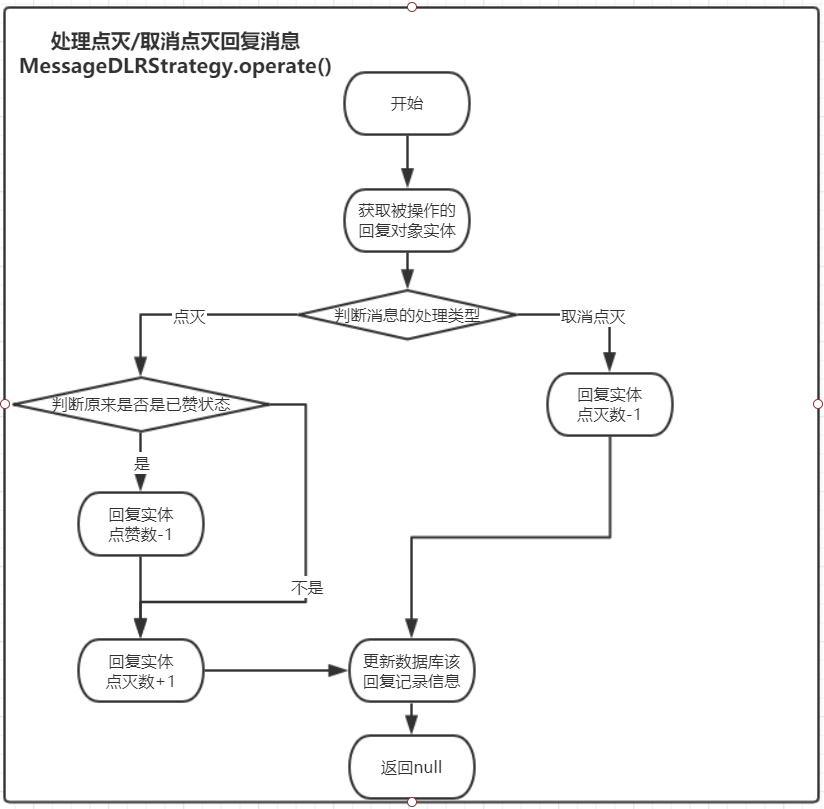 处理点灭/取消点灭回复消息
MessageDLRStrategy.operate()
开始
获取被操作的
回复对象实体
判断消息的处理类型
点灭
取消点灭
判断原来是否是已赞状态
回复实体
点灭数-1
是
回复实体
点赞数-1
不是
回复实体
点灭数+1
更新数据库该
回复记录信息
返回null